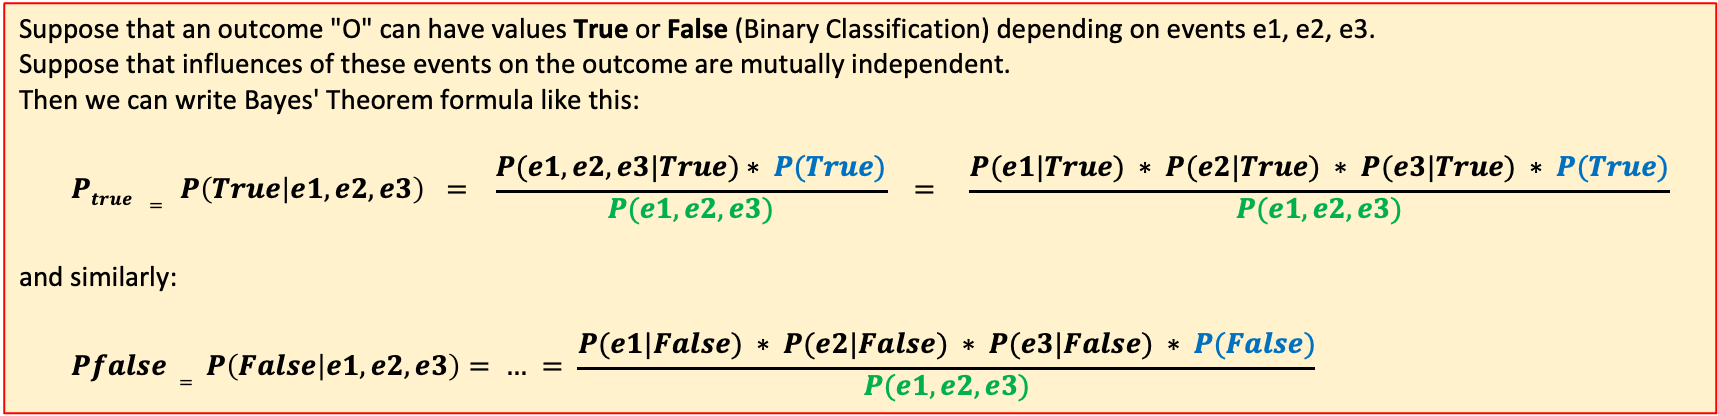 Suppose that an outcome "O" can have values True or False (Binary Classification) depending on events e1, e2, e3.
Suppose that influences of these events on the outcome are mutually independent.
Then we can write Bayes' Theorem formula like this:
P_true = P(True|e1, e2, e3) = P(e1, e2, e3|True) * P(True) / P(e1, e2, e3) = P(e1|True) * P(e2|True) * P(e3|True) * P(True) / P(e1, e2, e3)
and similarly:
Pfalse = P(False|e1, e2, e3) = ... = P(e1|False) * P(e2|False) * P(e3|False) * P(False) / P(e1, e2, e3)